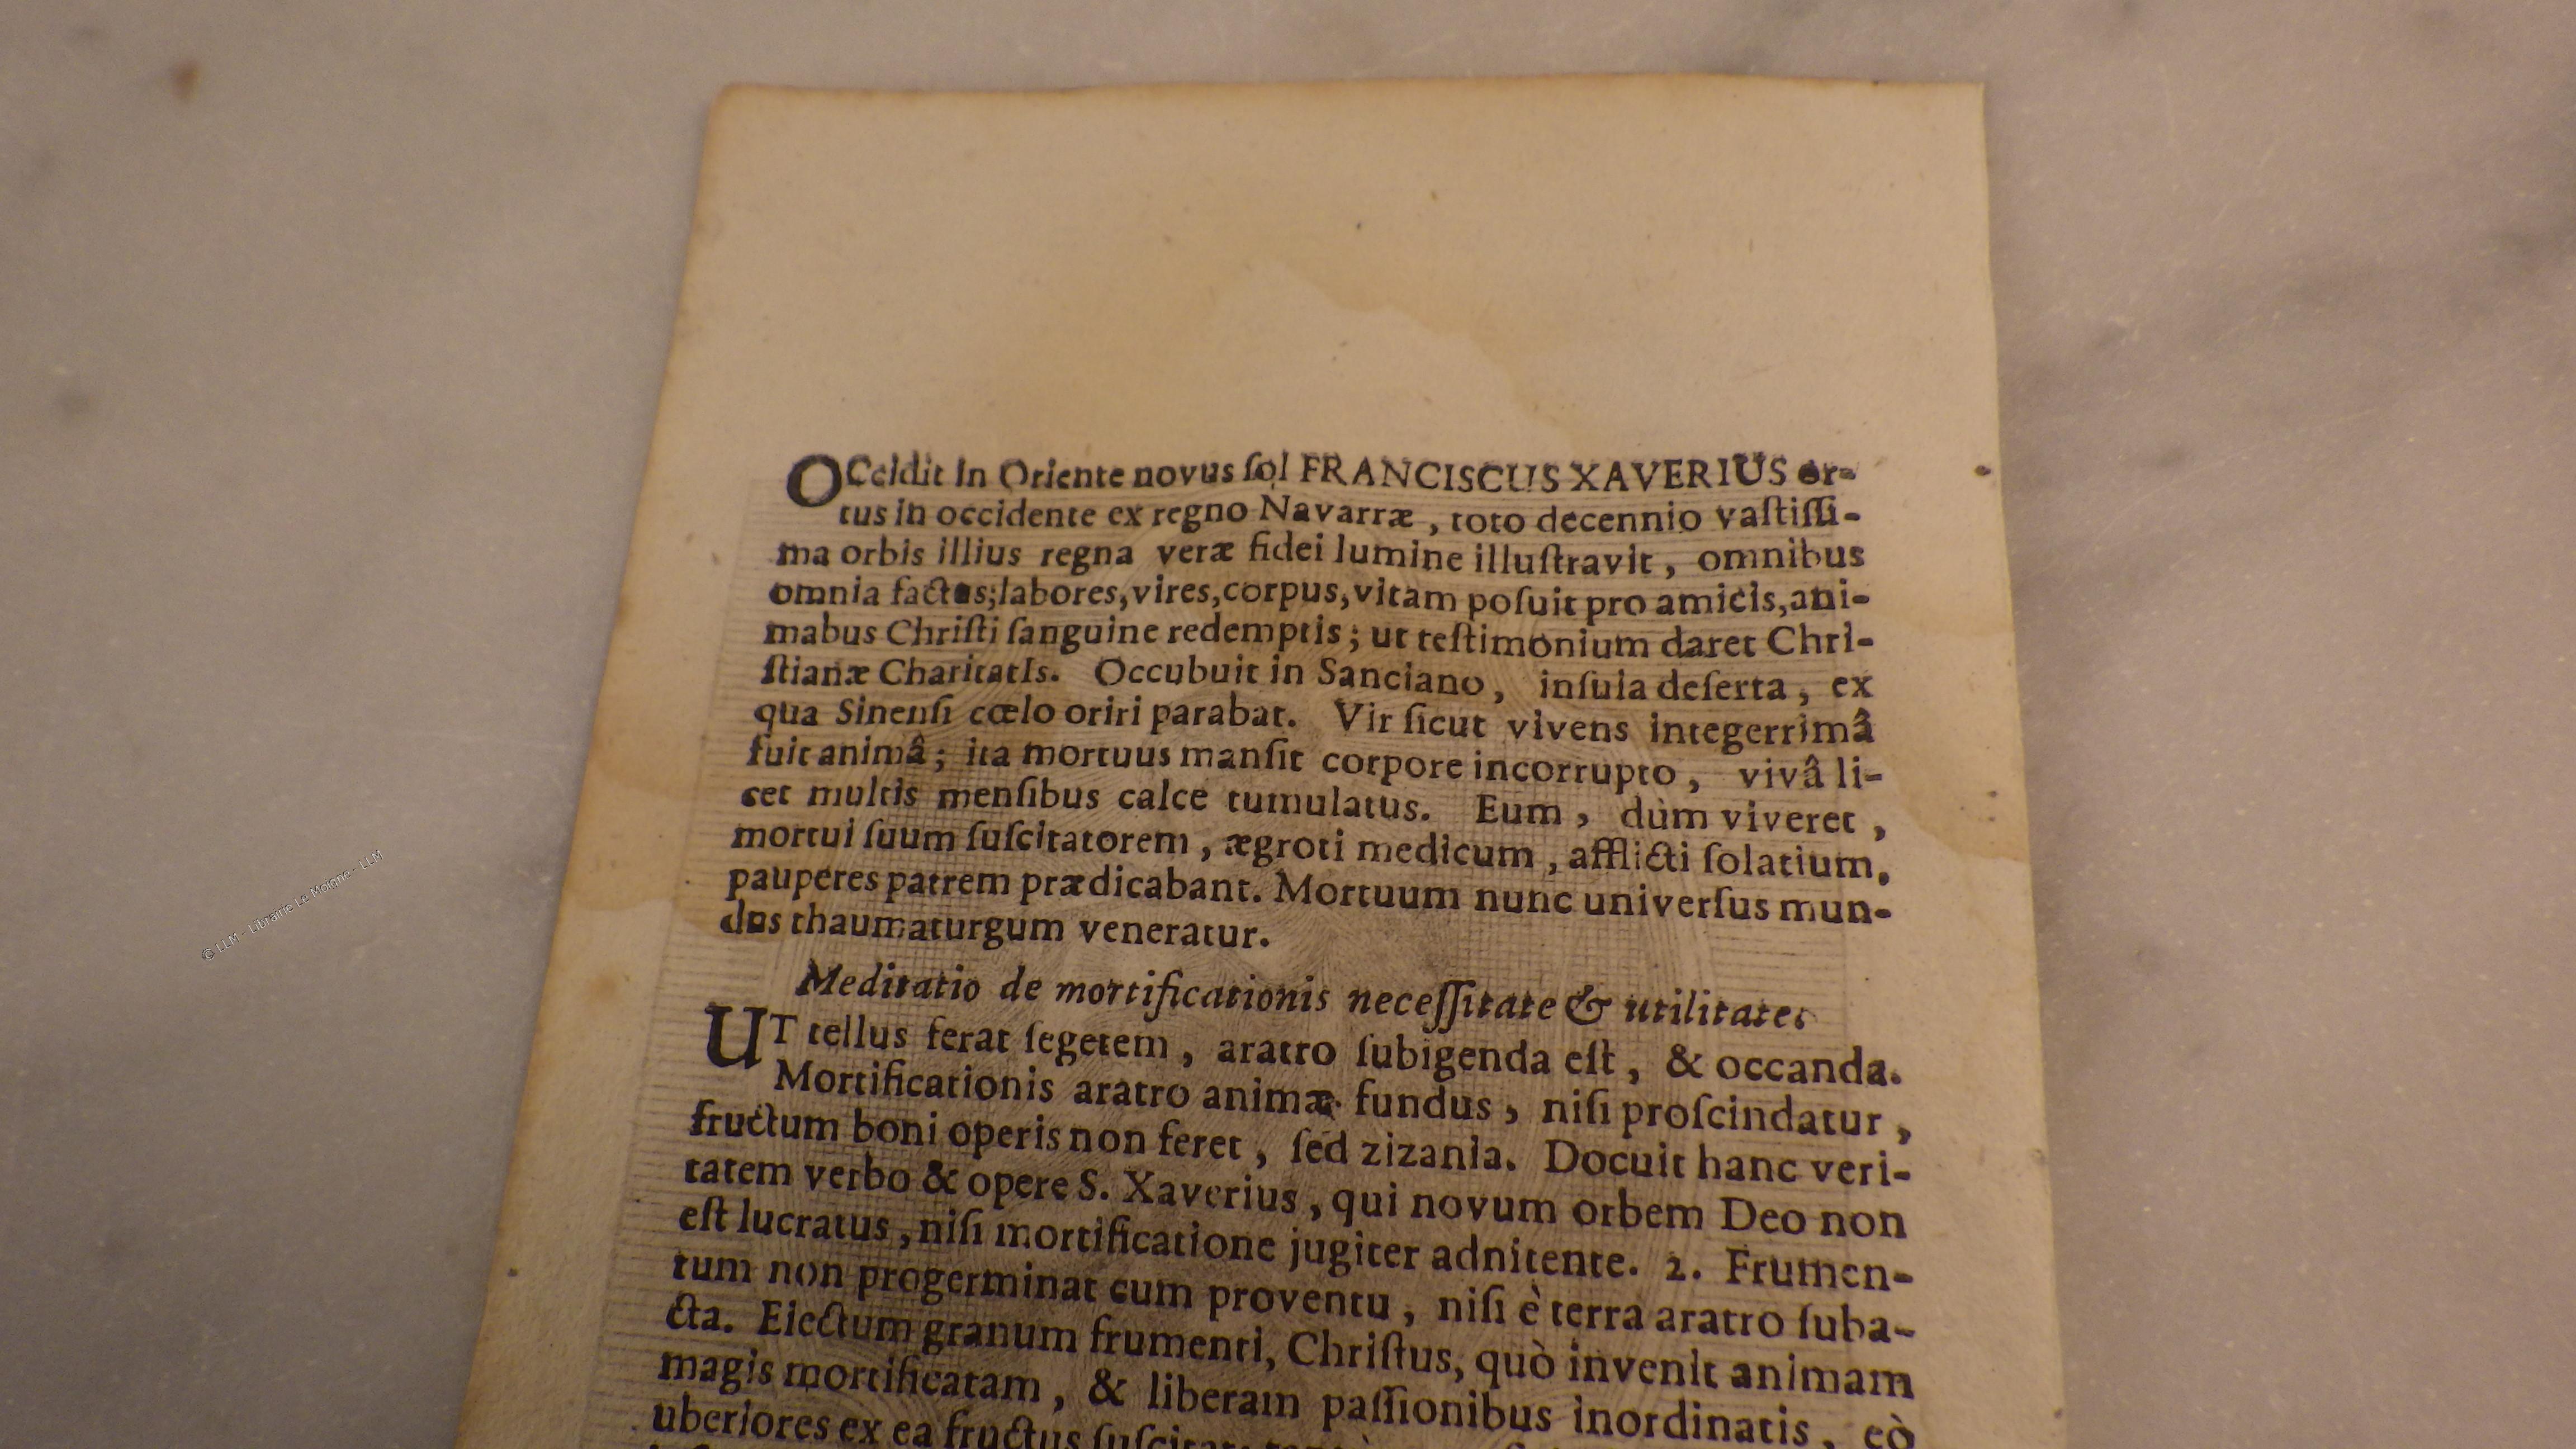 OCcidit in Oriente novus ſol FRANCISCUS XAVERIUS or-
tus in occidente ex regno Navarræ, toto decennio vaſtiſſi-
ma orbis illius regna veræ fidei lumine illuſtravit, omnibus
omnia factus; labores, vires, corpus, vitam poſuit pro amicis, ani-
mabus Chriſti ſanguine redemptis; ut teſtimonium daret Chri-
ſtianæ Charitatis. Occubuit in Sanciano, inſula deſerta, ex
qua Sinenſi cœlo oriri parabat. Vir ſicut vivens integerrimâ
fuit animâ; ita mortuus manſit corpore incorrupto, vivâ li-
cet multis menſibus calce tumulatus. Eum, dùm viveret,
mortui ſuum ſuſcitatorem, ægroti medicum, afflicti ſolatium,
pauperes patrem prædicabant. Mortuum nunc univerſus mun-
dus thaumaturgum veneratur.
Meditatio de mortificationis neceſſitate & utilitate.
UT tellus ferat ſegetem, aratro ſubigenda eſt, & occanda.
Mortificationis aratro animæ fundus, niſi proſcindatur,
fructum boni operis non feret, ſed zizania. Docuit hanc veri-
tatem verbo & opere S. Xaverius, qui novum orbem Deo non
eſt lucratus, niſi mortificatione jugiter adnitente. 2. Frumen-
tum non progerminat cum proventu, niſi è terra aratro ſuba-
cta. Electum granum frumenti, Chriſtus, quò invenit animam
magis mortificatam, & liberam paſſionibus inordinatis, eò
uberiores ex ea fructus ſuſcitat
© LLM - Librairie Le Moigne - LLM